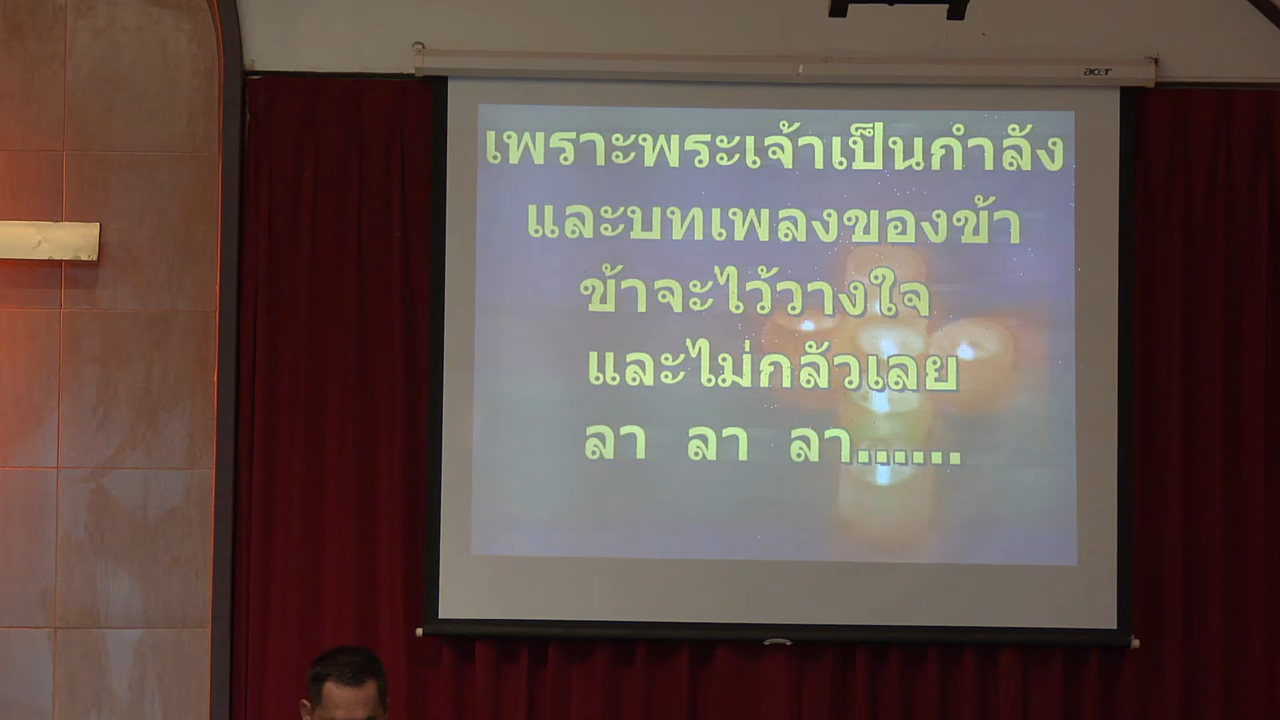 acer
เพราะพระเจ้าเป็นกำลัง
และบทเพลงของข้า
ข้าจะไว้วางใจ
และไม่กลัวเลย
ลา ลา ลา......